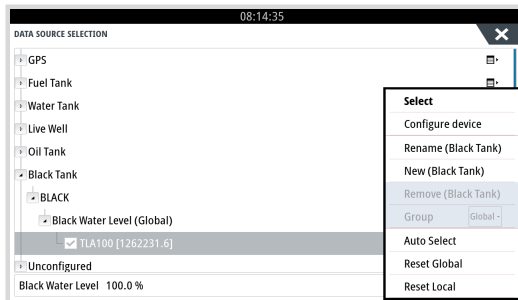 08:14:35
DATA SOURCE SELECTION
GPS
Fuel Tank
Water Tank
Live Well
Oil Tank
Black Tank
BLACK
Black Water Level (Global)
TLA100 [1262231.6]
Unconfigured
Black Water Level 100.0 %
Select
Configure device
Rename (Black Tank)
New (Black Tank)
Remove (Black Tank)
Group Global
Auto Select
Reset Global
Reset Local